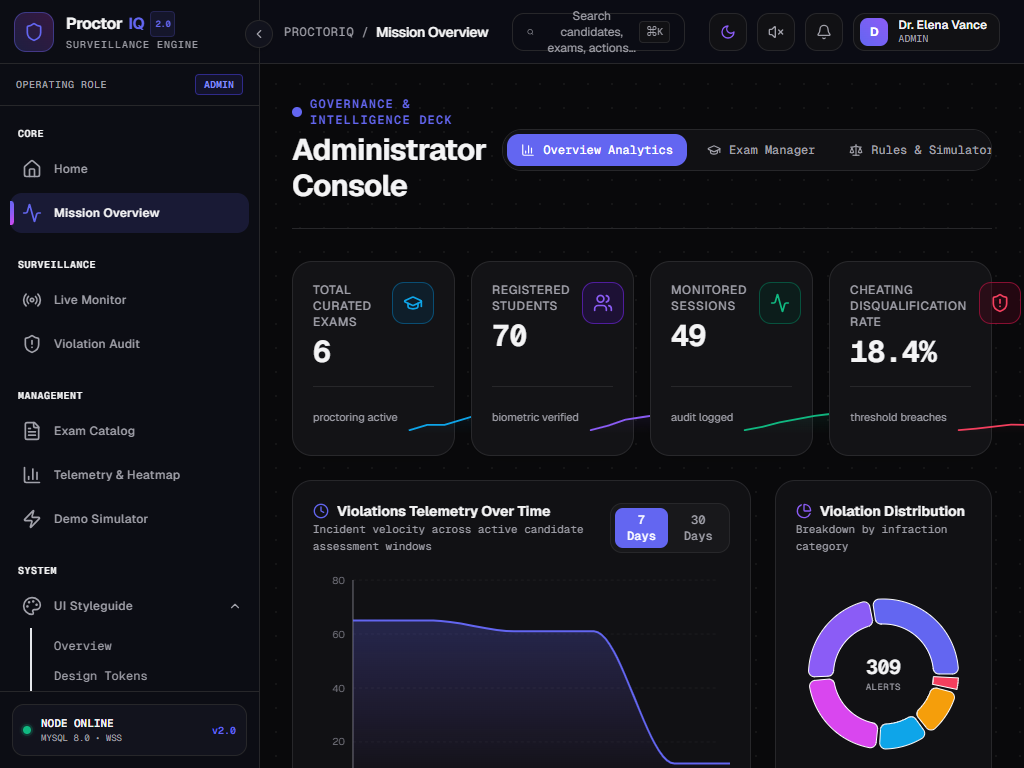 Proctor IQ 2.0
SURVEILLANCE ENGINE
OPERATING ROLE
ADMIN
CORE
Home
Mission Overview
SURVEILLANCE
Live Monitor
Violation Audit
MANAGEMENT
Exam Catalog
Telemetry & Heatmap
Demo Simulator
SYSTEM
UI Styleguide
Overview
Design Tokens
NODE ONLINE
MYSQL 8.0 • WSS
v2.0
PROCTORIQ / Mission Overview
Search
candidates,
exams, actions…
⌘K
D
Dr. Elena Vance
ADMIN
GOVERNANCE &
INTELLIGENCE DECK
Administrator
Console
Overview Analytics
Exam Manager
Rules & Simulator
TOTAL
CURATED
EXAMS
6
proctoring active
REGISTERED
STUDENTS
70
biometric verified
MONITORED
SESSIONS
49
audit logged
CHEATING
DISQUALIFICATION
RATE
18.4%
threshold breaches
Violations Telemetry Over Time
Incident velocity across active candidate
assessment windows
7
Days
30
Days
80
60
40
20
Violation Distribution
Breakdown by infraction
category
309
ALERTS